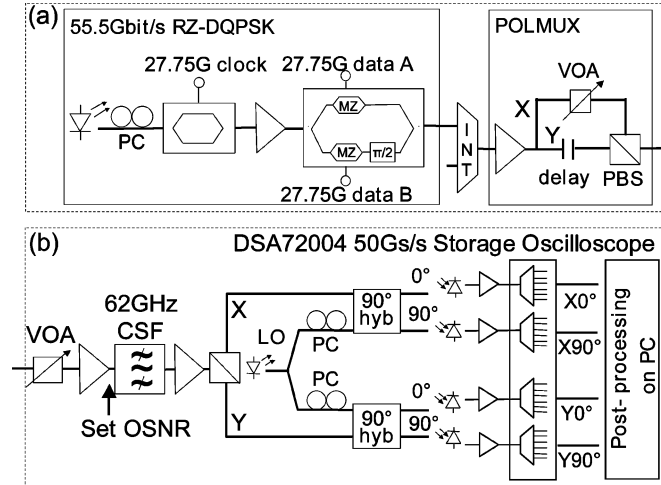 (a)
55.5Gbit/s RZ-DQPSK
27.75G clock
27.75G data A
PC
MZ
MZ
π/2
27.75G data B
INT
POLMUX
VOA
X
Y
delay
PBS
(b)
DSA72004 50Gs/s Storage Oscilloscope
VOA
62GHz
CSF
Set OSNR
X
Y
LO
PC
PC
90°
hyb
90°
hyb
0°
90°
0°
90°
X0°
X90°
Y0°
Y90°
Post- processing
on PC